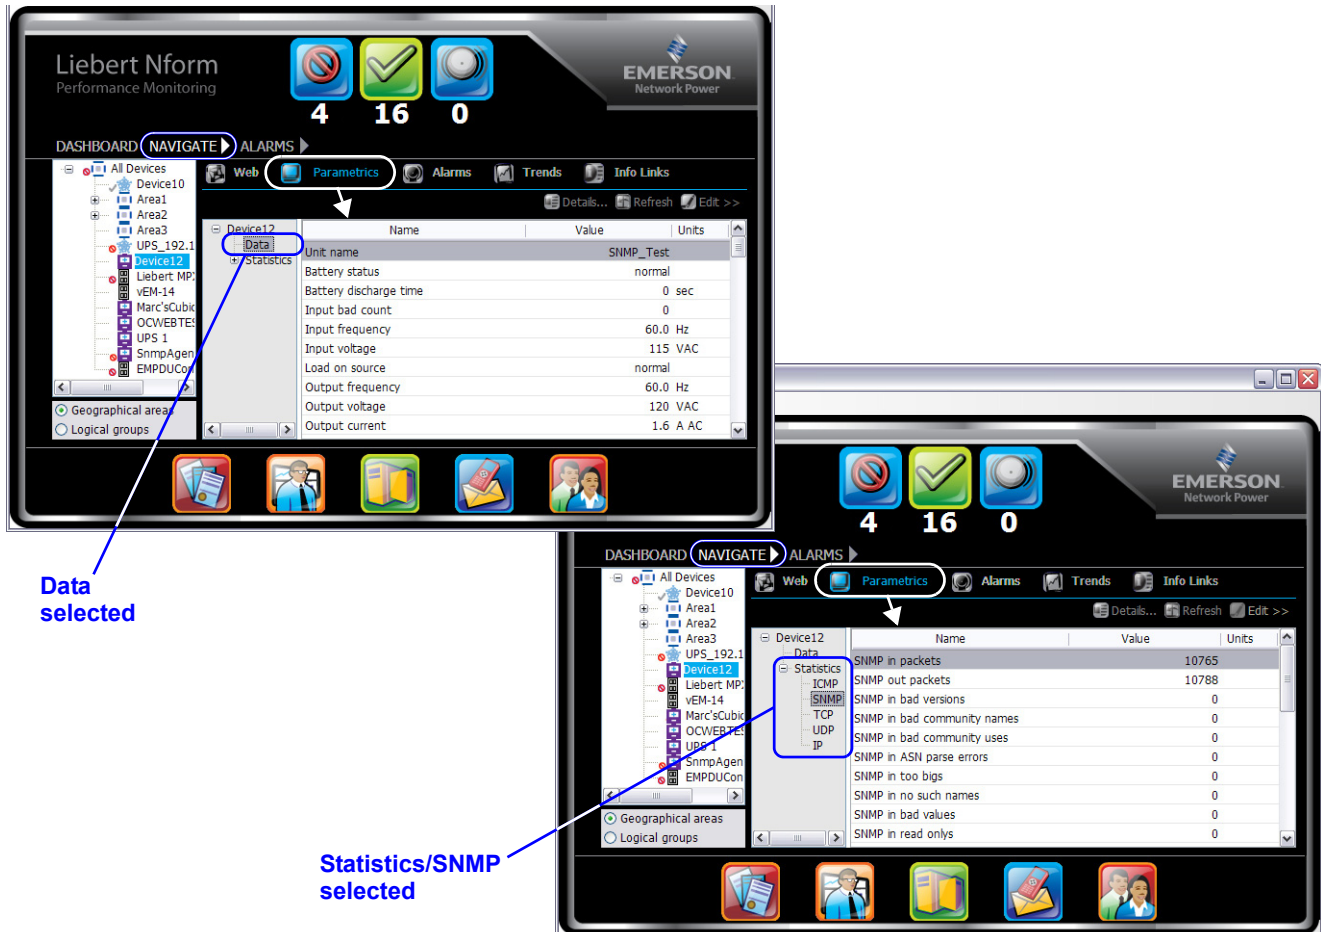 Liebert Nform
Performance Monitoring
4 16 0
EMERSON
Network Power
DASHBOARD NAVIGATE ALARMS
All Devices
Device10
Area1
Area2
Area3
UPS_192.1
Device12
Liebert MP
vEM-14
Marc'sCubic
OCWEBTES
UPS 1
SnmpAgen
EMPDUCon
Geographical areas
Logical groups
Web Parametrics Alarms Trends Info Links
Details... Refresh Edit >>
Device12
Data
Statistics
Name Value Units
Unit name SNMP_Test
Battery status normal
Battery discharge time 0 sec
Input bad count 0
Input frequency 60.0 Hz
Input voltage 115 VAC
Load on source normal
Output frequency 60.0 Hz
Output voltage 120 VAC
Output current 1.6 A AC
Data
selected
4 16 0
EMERSON
Network Power
DASHBOARD NAVIGATE ALARMS
All Devices
Device10
Area1
Area2
Area3
UPS_192.1
Device12
Liebert MP
vEM-14
Marc'sCubic
OCWEBTES
UPS 1
SnmpAgen
EMPDUCon
Geographical areas
Logical groups
Web Parametrics Alarms Trends Info Links
Details... Refresh Edit >>
Device12
Data
Statistics
ICMP
SNMP
TCP
UDP
IP
Name Value Units
SNMP in packets 10765
SNMP out packets 10788
SNMP in bad versions 0
SNMP in bad community names 0
SNMP in bad community uses 0
SNMP in ASN parse errors 0
SNMP in too bigs 0
SNMP in no such names 0
SNMP in bad values 0
SNMP in read onlys 0
Statistics/SNMP
selected